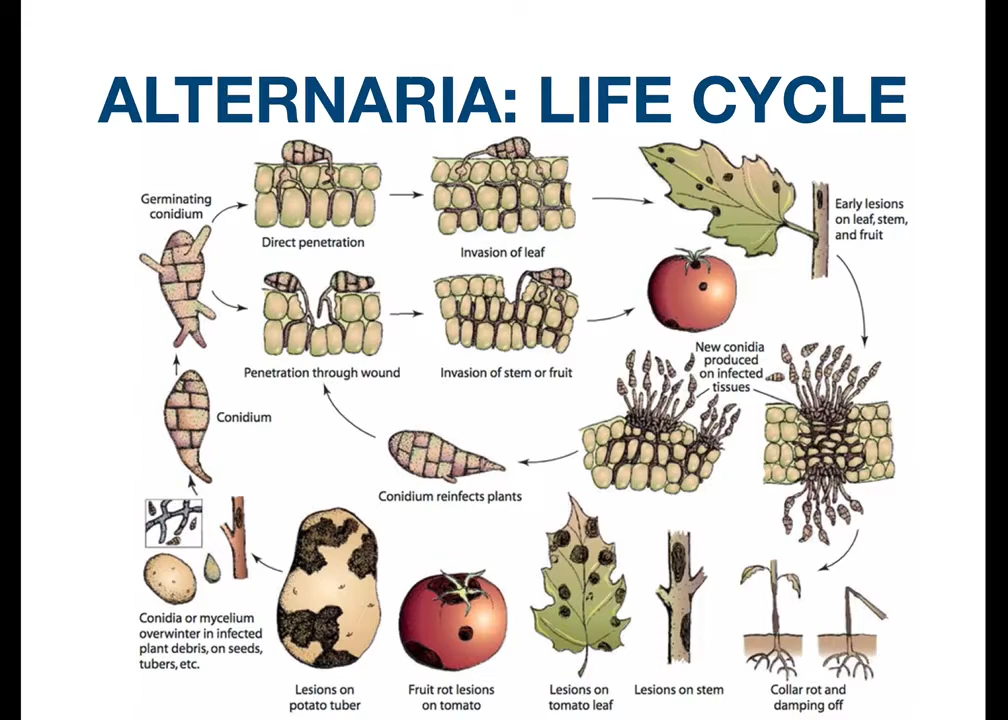 ALTERNARIA: LIFE CYCLE
Germinating
conidium
Direct penetration
Invasion of leaf
Early lesions
on leaf, stem,
and fruit
Penetration through wound
Invasion of stem or fruit
New conidia
produced
on infected
tissues
Conidium
Conidium reinfects plants
Conidia or mycelium
overwinter in infected
plant debris, on seeds,
tubers, etc.
Lesions on
potato tuber
Fruit rot lesions
on tomato
Lesions on
tomato leaf
Lesions on stem
Collar rot and
damping off